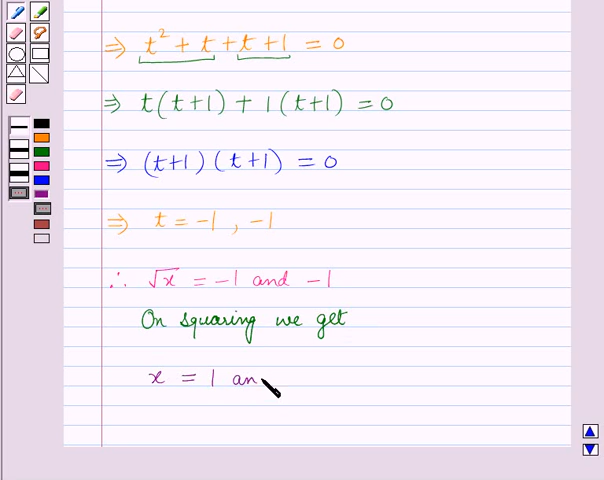 ⇒ t² + t + t + 1 = 0
⇒ t(t+1) + 1(t+1) = 0
⇒ (t+1)(t+1) = 0
⇒ t = -1, -1
∴ √x = -1 and -1
On squaring we get
x = 1 an